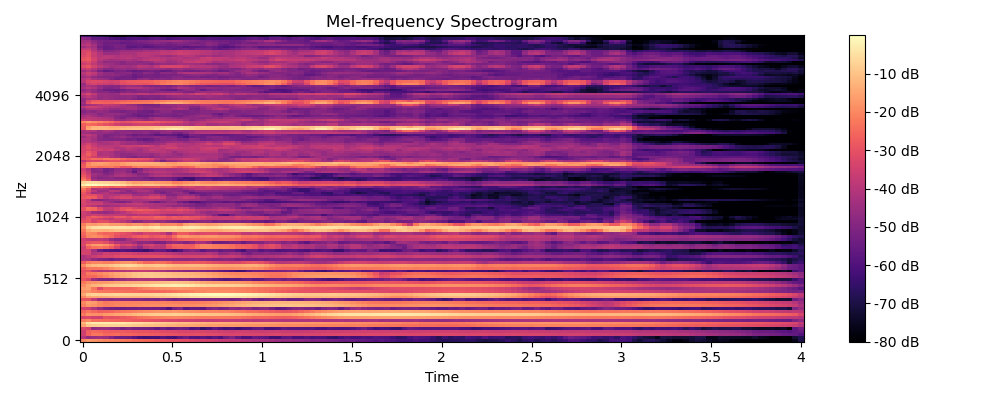 Mel-frequency Spectrogram
Hz
4096
2048
1024
512
0
0 0.5 1 1.5 2 2.5 3 3.5 4
Time
-10 dB
-20 dB
-30 dB
-40 dB
-50 dB
-60 dB
-70 dB
-80 dB